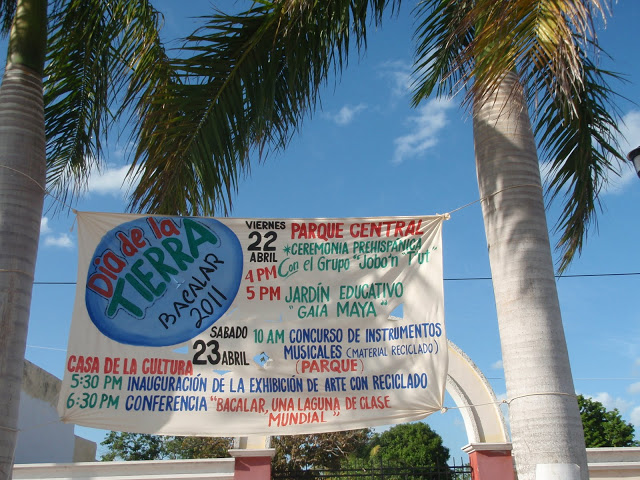 Día de la
TIERRA
BACALAR
2011
VIERNES
22
ABRIL
PARQUE CENTRAL
4 PM *CEREMONIA PREHISPÁNICA
Con el Grupo "Jobo'n T'ut"
5 PM JARDÍN EDUCATIVO
"GAIA MAYA"
SABADO
23 ABRIL
10 AM CONCURSO DE INSTRUMENTOS
MUSICALES (MATERIAL RECICLADO)
(PARQUE)
CASA DE LA CULTURA
5:30 PM INAUGURACIÓN DE LA EXHIBICIÓN DE ARTE CON RECICLADO
6:30 PM CONFERENCIA "BACALAR, UNA LAGUNA DE CLASE
MUNDIAL"